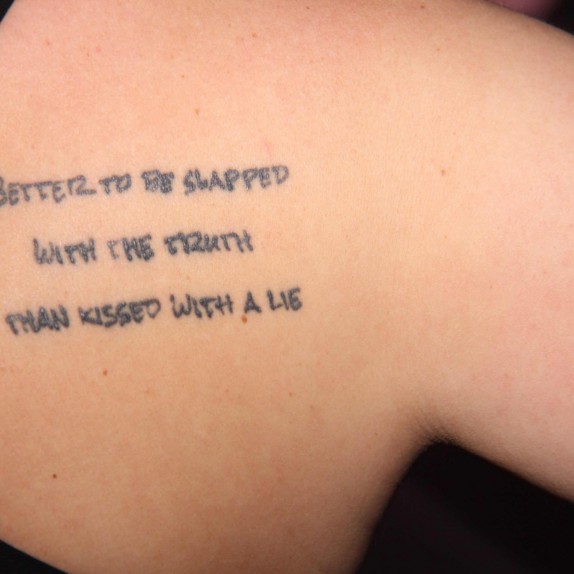 BETTER TO BE SLAPPED
WITH THE TRUTH
THAN KISSED WITH A LIE